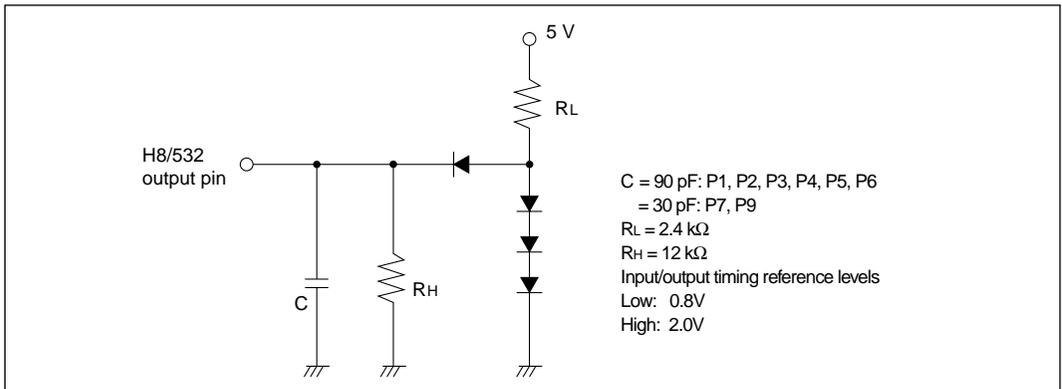 5 V
RL
H8/532
output pin
C = 90 pF: P1, P2, P3, P4, P5, P6
= 30 pF: P7, P9
RL = 2.4 kΩ
RH = 12 kΩ
Input/output timing reference levels
Low: 0.8V
High: 2.0V
C
RH